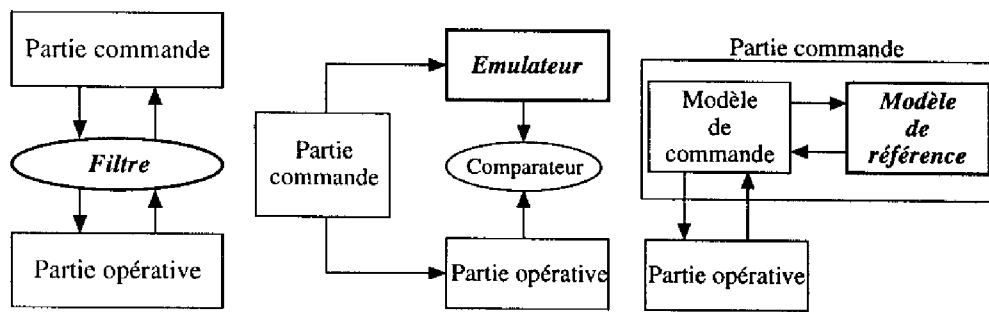 Partie commande
Filtre
Partie opérative
Partie
commande
Emulateur
Comparateur
Partie opérative
Partie commande
Modèle
de
commande
Modèle
de
référence
Partie opérative